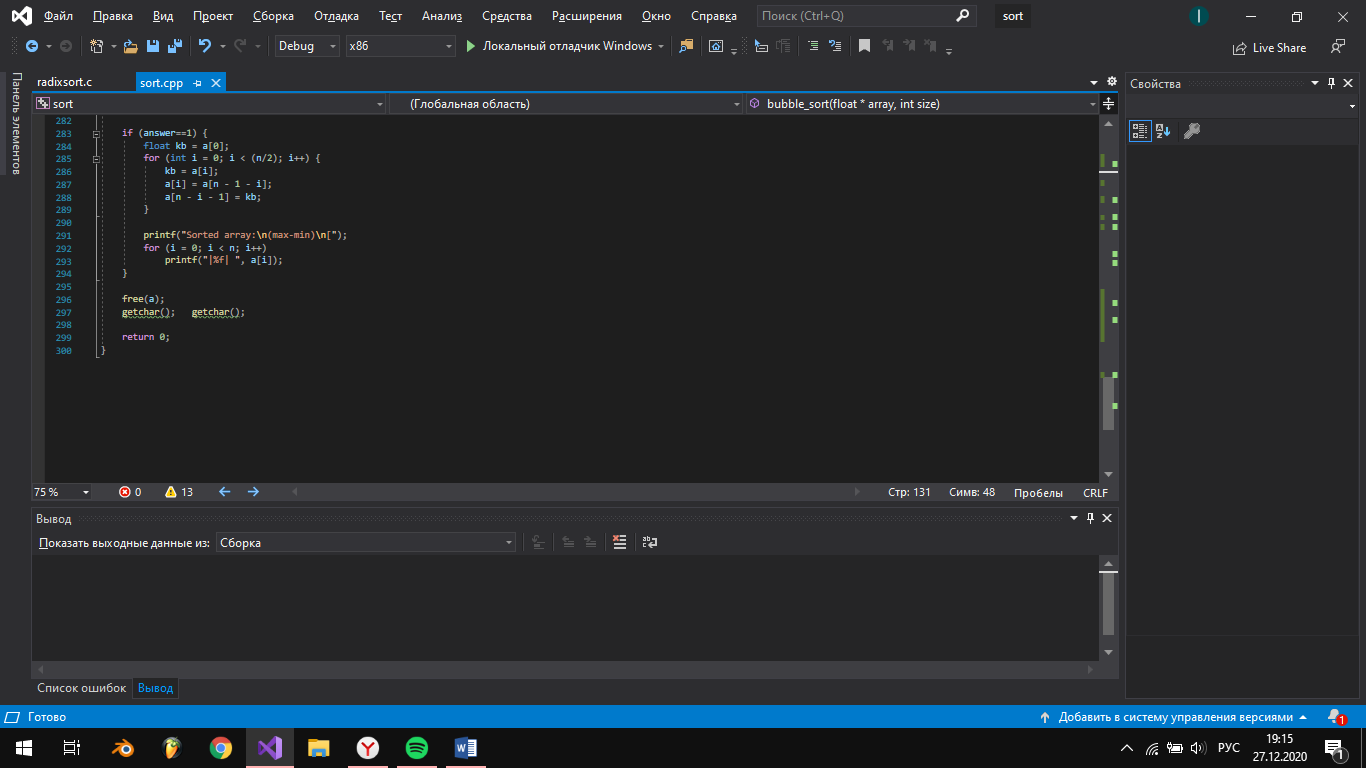 Файл Правка Вид Проект Сборка Отладка Тест Анализ Средства Расширения Окно Справка Поиск (Ctrl+Q) sort I
Debug x86 Локальный отладчик Windows Live Share
Панель элементов
radixsort.c sort.cpp
sort (Глобальная область) bubble_sort(float * array, int size)
282
283 if (answer==1) {
284 float kb = a[0];
285 for (int i = 0; i < (n/2); i++) {
286 kb = a[i];
287 a[i] = a[n - 1 - i];
288 a[n - i - 1] = kb;
289 }
290
291 printf("Sorted array:\n(max-min)\n[");
292 for (i = 0; i < n; i++)
293 printf("|%f| ", a[i]);
294 }
295
296 free(a);
297 getchar(); getchar();
298
299 return 0;
300 }
75 % 0 13 Стр: 131 Симв: 48 Пробелы CRLF
Вывод
Показать выходные данные из: Сборка
Список ошибок Вывод
Свойства
Готово Добавить в систему управления версиями 1
РУС 19:15
27.12.2020 1